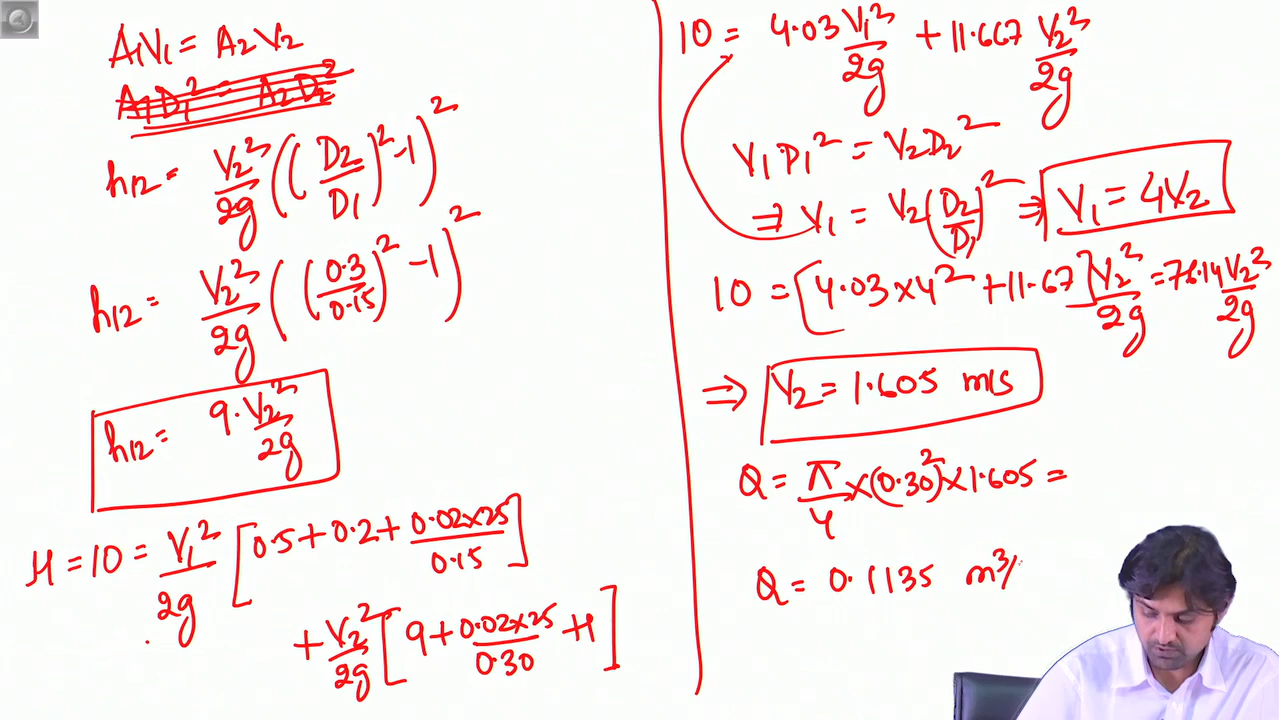 A₁V₁ = A₂V₂
A₁D₁² = A₂D₂²
h₁₂ = V₂²/2g ((D₂/D₁)² -1)²
h₁₂ = V₂²/2g ((0.3/0.15)² -1)²
h₁₂ = 9·V₂²/2g
H = 10 = V₁²/2g [0.5+0.2+ 0.02×25/0.15]
+ V₂²/2g [9+ 0.02×25/0.30 +1]
10 = 4.03 V₁²/2g + 11.667 V₂²/2g
V₁D₁² = V₂D₂²
⇒ V₁ = V₂(D₂/D₁)² ⇒ V₁ = 4V₂
10 = [4.03×4² + 11.67] V₂²/2g = 76.14 V₂²/2g
⇒ V₂ = 1.605 m/s
Q = π/4 ×(0.30)² ×1.605 =
Q = 0.1135 m³/